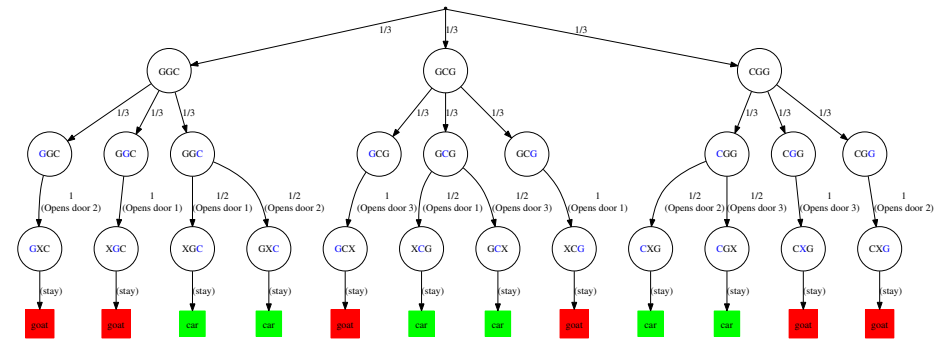 1/3 1/3 1/3
GGC GCG CGG
1/3 1/3 1/3 1/3 1/3 1/3 1/3 1/3 1/3
GGC GGC GGC GCG GCG GCG CGG CGG CGG
1 1 1/2 1/2 1 1/2 1/2 1 1/2 1/2 1 1
(Opens door 2) (Opens door 1) (Opens door 1) (Opens door 2) (Opens door 3) (Opens door 1) (Opens door 3) (Opens door 1) (Opens door 2) (Opens door 3) (Opens door 3) (Opens door 2)
GXC XGC XGC GXC GCX XCG GCX XCG CXG CGX CXG CXG
(stay) (stay) (stay) (stay) (stay) (stay) (stay) (stay) (stay) (stay) (stay) (stay)
goat goat car car goat car car goat car car goat goat